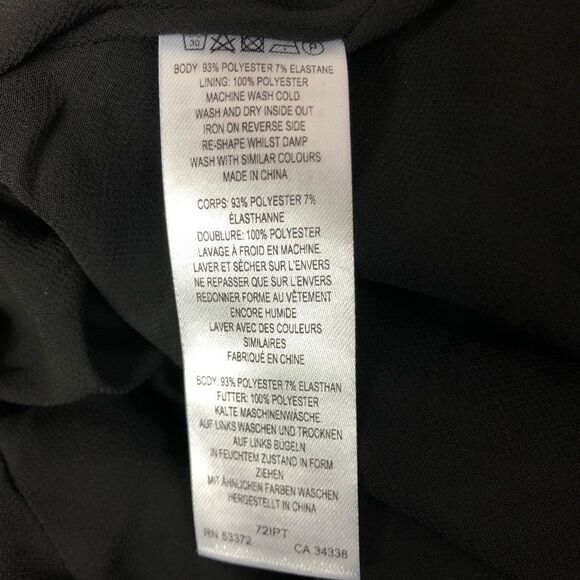 30 P
BODY: 93% POLYESTER 7% ELASTANE
LINING: 100% POLYESTER
MACHINE WASH COLD.
WASH AND DRY INSIDE OUT
IRON ON REVERSE SIDE
RE-SHAPE WHILST DAMP
WASH WITH SIMILAR COLOURS
MADE IN CHINA
CORPS: 93% POLYESTER 7%
ÉLASTHANNE
DOUBLURE: 100% POLYESTER
LAVAGE À FROID EN MACHINE.
LAVER ET SÉCHER SUR L'ENVERS
NE REPASSER QUE SUR L'ENVERS
REDONNER FORME AU VÊTEMENT
ENCORE HUMIDE
LAVER AVEC DES COULEURS
SIMILAIRES
FABRIQUÉ EN CHINE
BODY: 93% POLYESTER 7% ELASTHAN
FUTTER: 100% POLYESTER
KALTE MASCHINENWÄSCHE.
AUF LINKS WASCHEN UND TROCKNEN
AUF LINKS BÜGELN
IN FEUCHTEM ZUSTAND IN FORM
ZIEHEN
MIT ÄHNLICHEN FARBEN WASCHEN
HERGESTELLT IN CHINA
72IPT
RN 53372 CA 34338